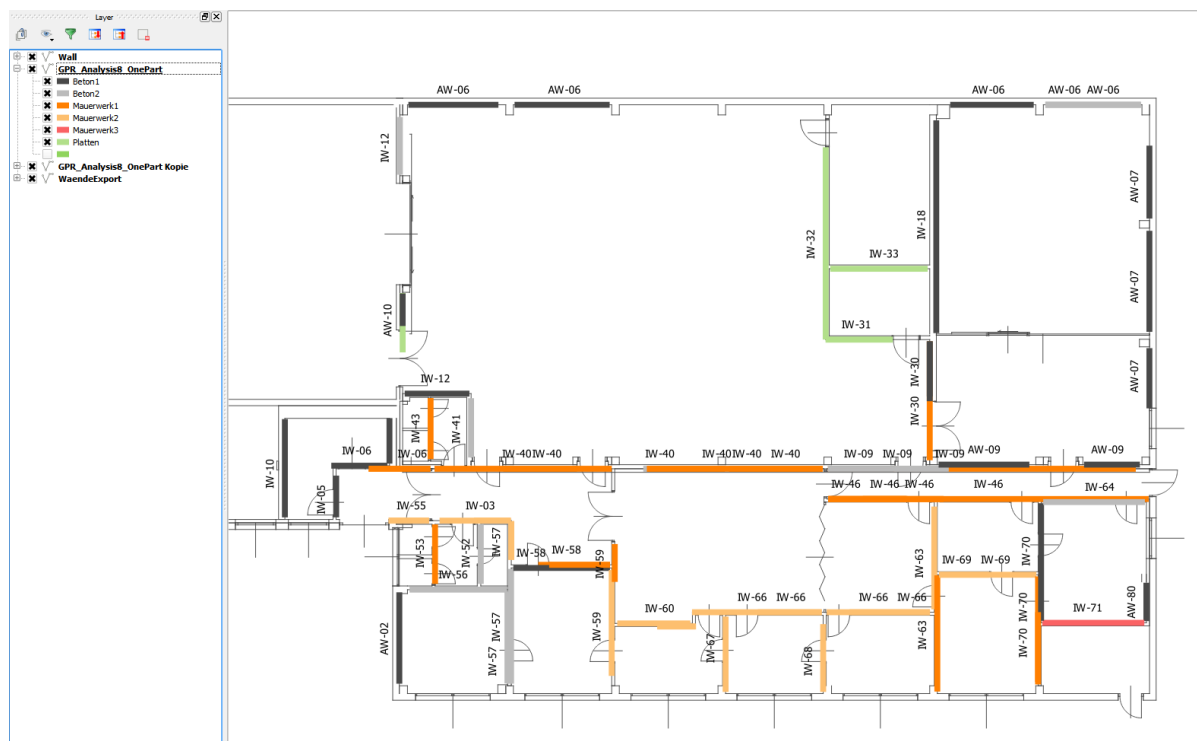 Layer
Wall
GPR_Analysis8_OnePart
Beton1
Beton2
Mauerwerk1
Mauerwerk2
Mauerwerk3
Platten
GPR_Analysis8_OnePart Kopie
WaendeExport
AW-06 AW-06 AW-06 AW-06 AW-06
IW-12
AW-07
IW-18
IW-32
IW-33
AW-07
AW-10
IW-31
IW-30
AW-07
IW-12
IW-30
IW-43
IW-41
IW-06
IW-06
IW-40 IW-40
IW-40
IW-40 IW-40
IW-40
IW-09
IW-09
IW-09
AW-09
AW-09
IW-10
IW-05
IW-46
IW-46
IW-46
IW-46
IW-64
IW-55
IW-03
IW-53
IW-52
IW-57
IW-58
IW-58
IW-59
IW-63
IW-69
IW-69
IW-70
IW-56
IW-66
IW-66
IW-66
IW-66
IW-60
IW-70
IW-71
AW-80
AW-02
IW-57
IW-57
IW-59
IW-67
IW-68
IW-63
IW-70